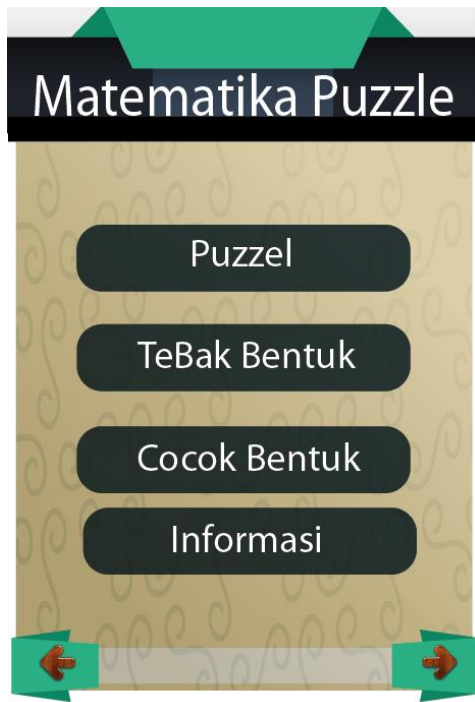 Matematika Puzzle
Puzzel
TeBak Bentuk
Cocok Bentuk
Informasi